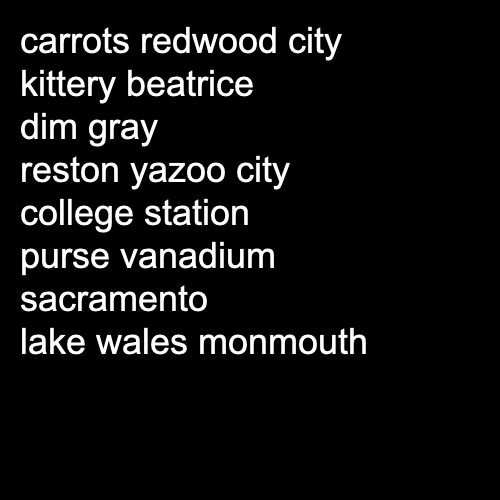 carrots redwood city
kittery beatrice
dim gray
reston yazoo city
college station
purse vanadium
sacramento
lake wales monmouth